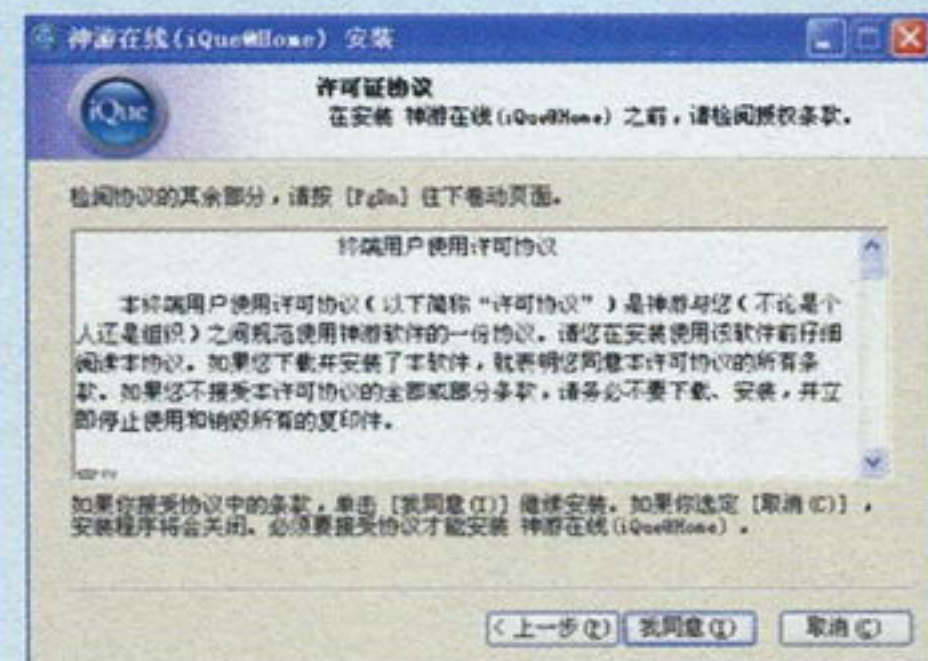 神游在线(iQue@Home) 安装
iQue
许可证协议
在安装 神游在线(iQue@Home) 之前，请检阅授权条款。
检阅协议的其余部分，请按 [PgDn] 往下卷动页面。
终端用户使用许可协议
本终端用户使用许可协议（以下简称“许可协议”）是神游与您（不论是个
人还是组织）之间规范使用神游软件的一份协议。请您在安装使用该软件前仔细
阅读本协议。如果您下载并安装了本软件，就表明您同意本许可协议的所有条
款。如果您不接受本许可协议的全部或部分条款，请务必不要下载、安装，并立
即停止使用和销毁所有的复印件。
如果你接受协议中的条款，单击 [我同意(I)] 继续安装。如果你选定 [取消(C)] ，
安装程序将会关闭。必须要接受协议才能安装 神游在线(iQue@Home) 。
< 上一步(P)
我同意(I)
取消(C)